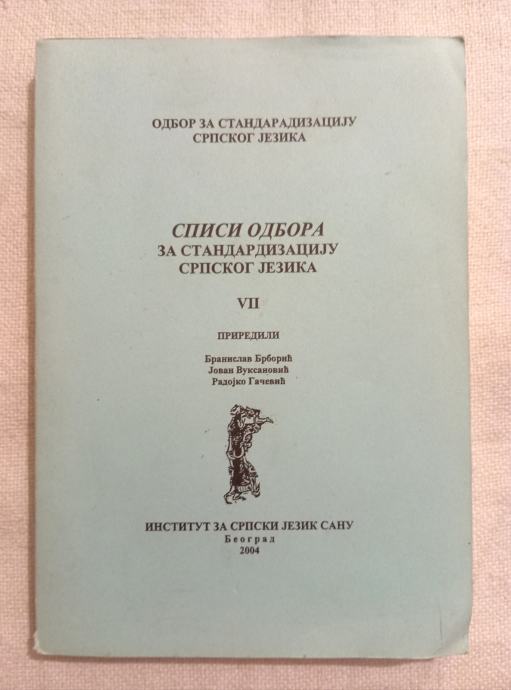 ОДБОР ЗА СТАНДАРАДИЗАЦИЈУ
СРПСКОГ ЈЕЗИКА
СПИСИ ОДБОРА
ЗА СТАНДАРДИЗАЦИЈУ
СРПСКОГ ЈЕЗИКА
VII
ПРИРЕДИЛИ
Бранислав Брборић
Јован Вуксановић
Радојко Гачевић
ИНСТИТУТ ЗА СРПСКИ ЈЕЗИК САНУ
Београд
2004